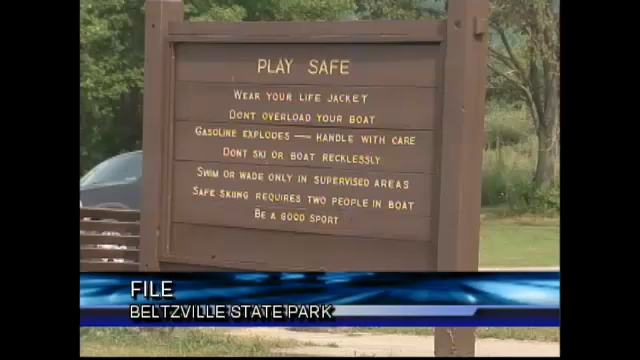 PLAY SAFE
WEAR YOUR LIFE JACKET
DONT OVERLOAD YOUR BOAT
GASOLINE EXPLODES — HANDLE WITH CARE
DONT SKI OR BOAT RECKLESSLY
SWIM OR WADE ONLY IN SUPERVISED AREAS
SAFE SKIING REQUIRES TWO PEOPLE IN BOAT
BE A GOOD SPORT
FILE
BELTZVILLE STATE PARK